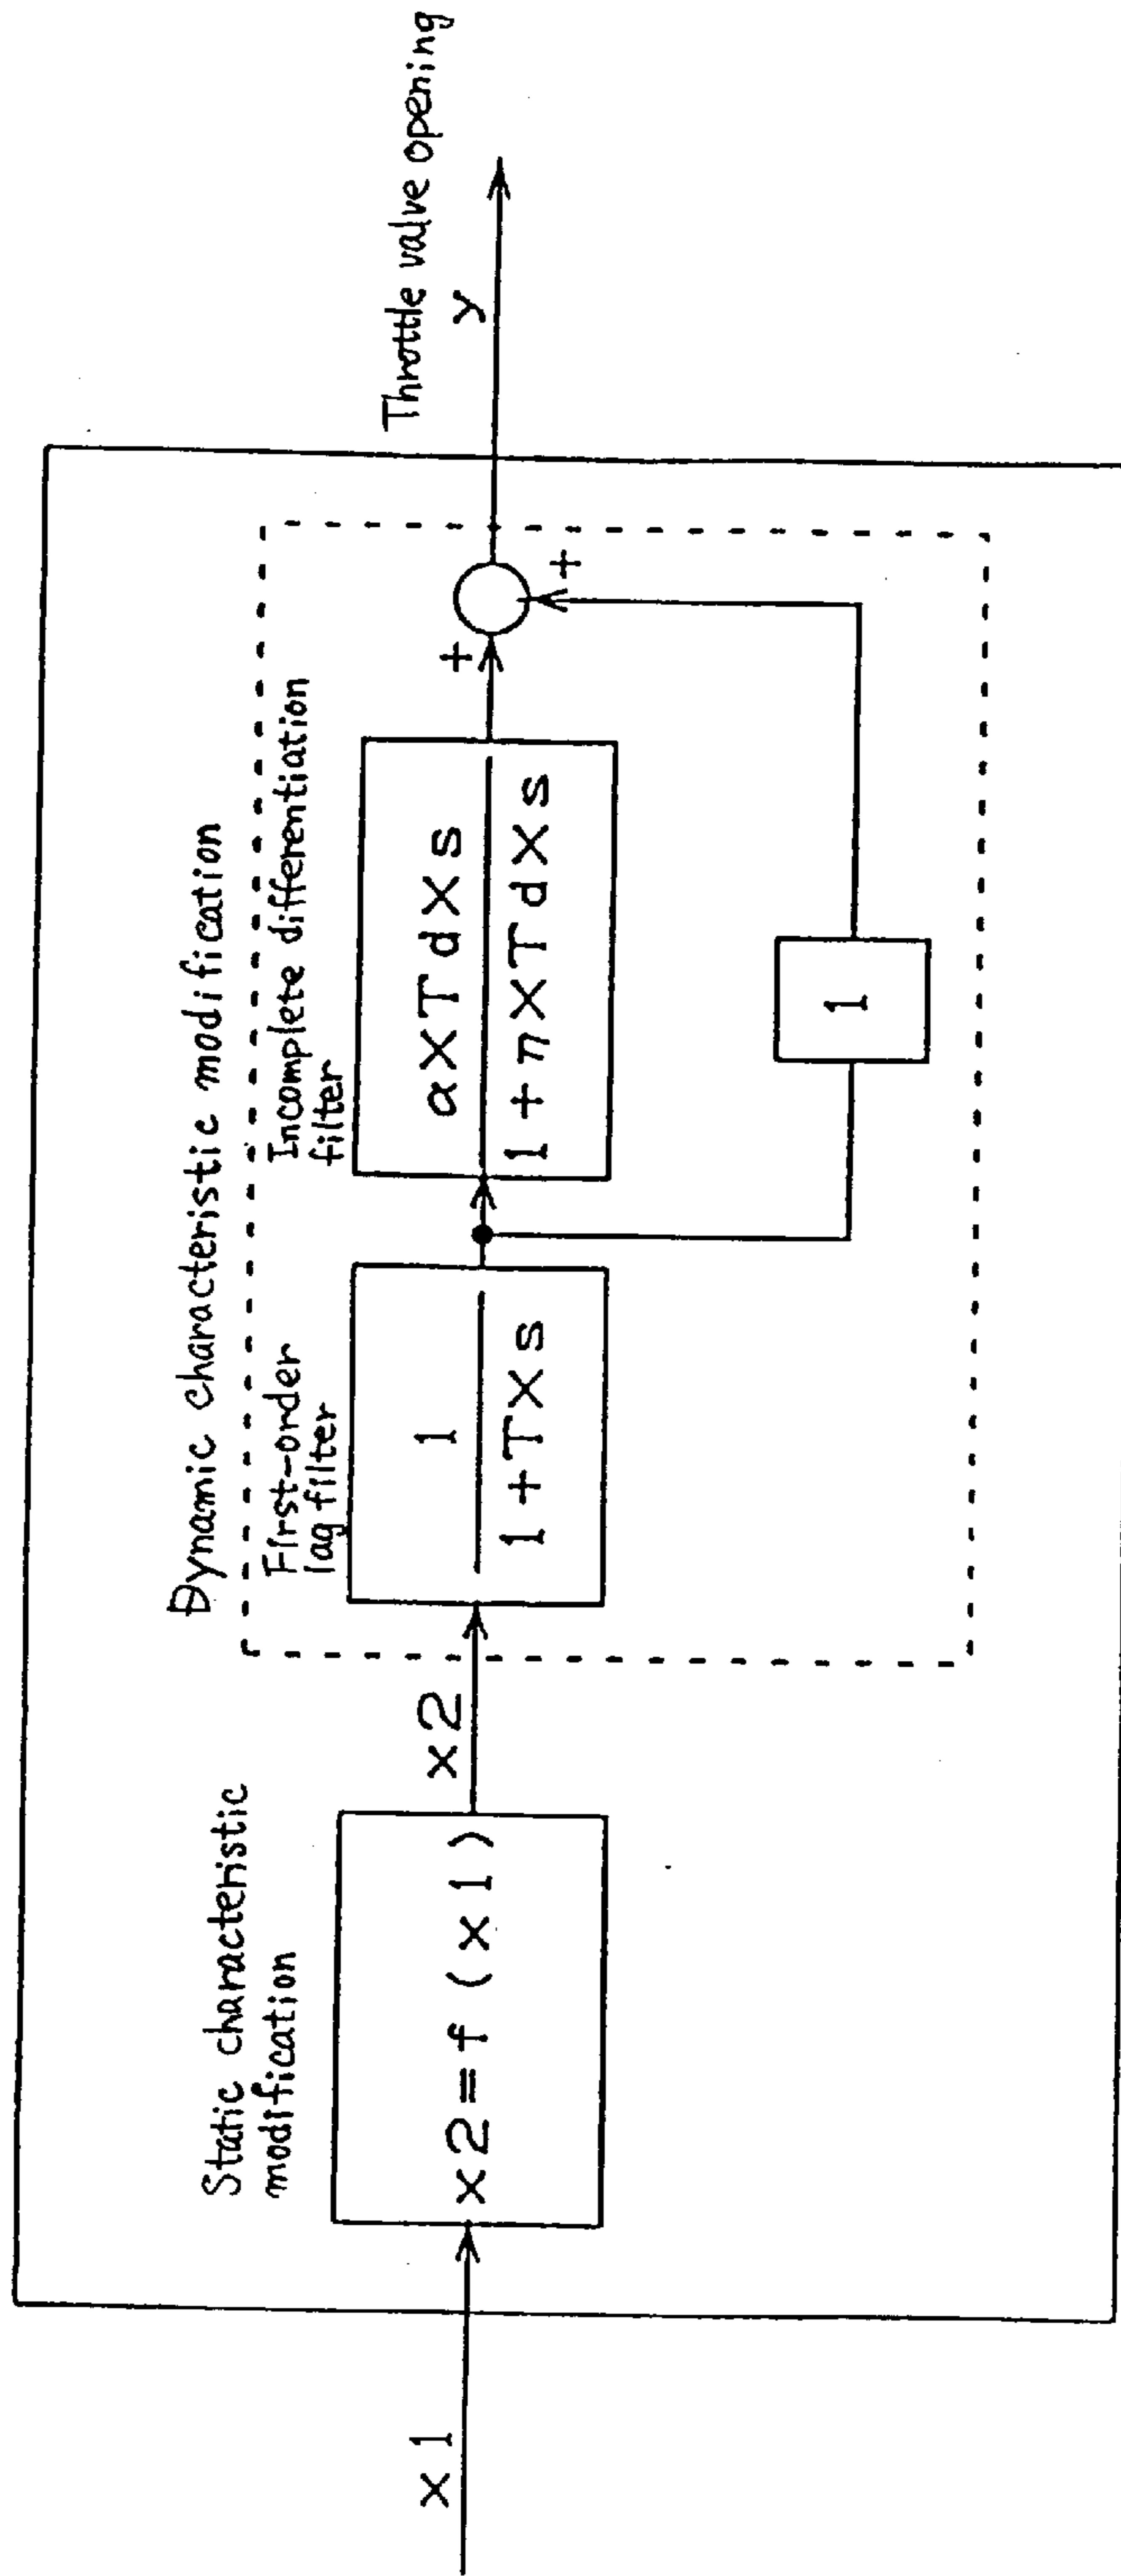 x1
Static characteristic
modification
x2=f(x1)
x2
Dynamic characteristic modification
First-order
lag filter
1
1+T×s
Incomplete differentiation
filter
α×Td×s
1+η×Td×s
1
+
+
Throttle valve opening
y